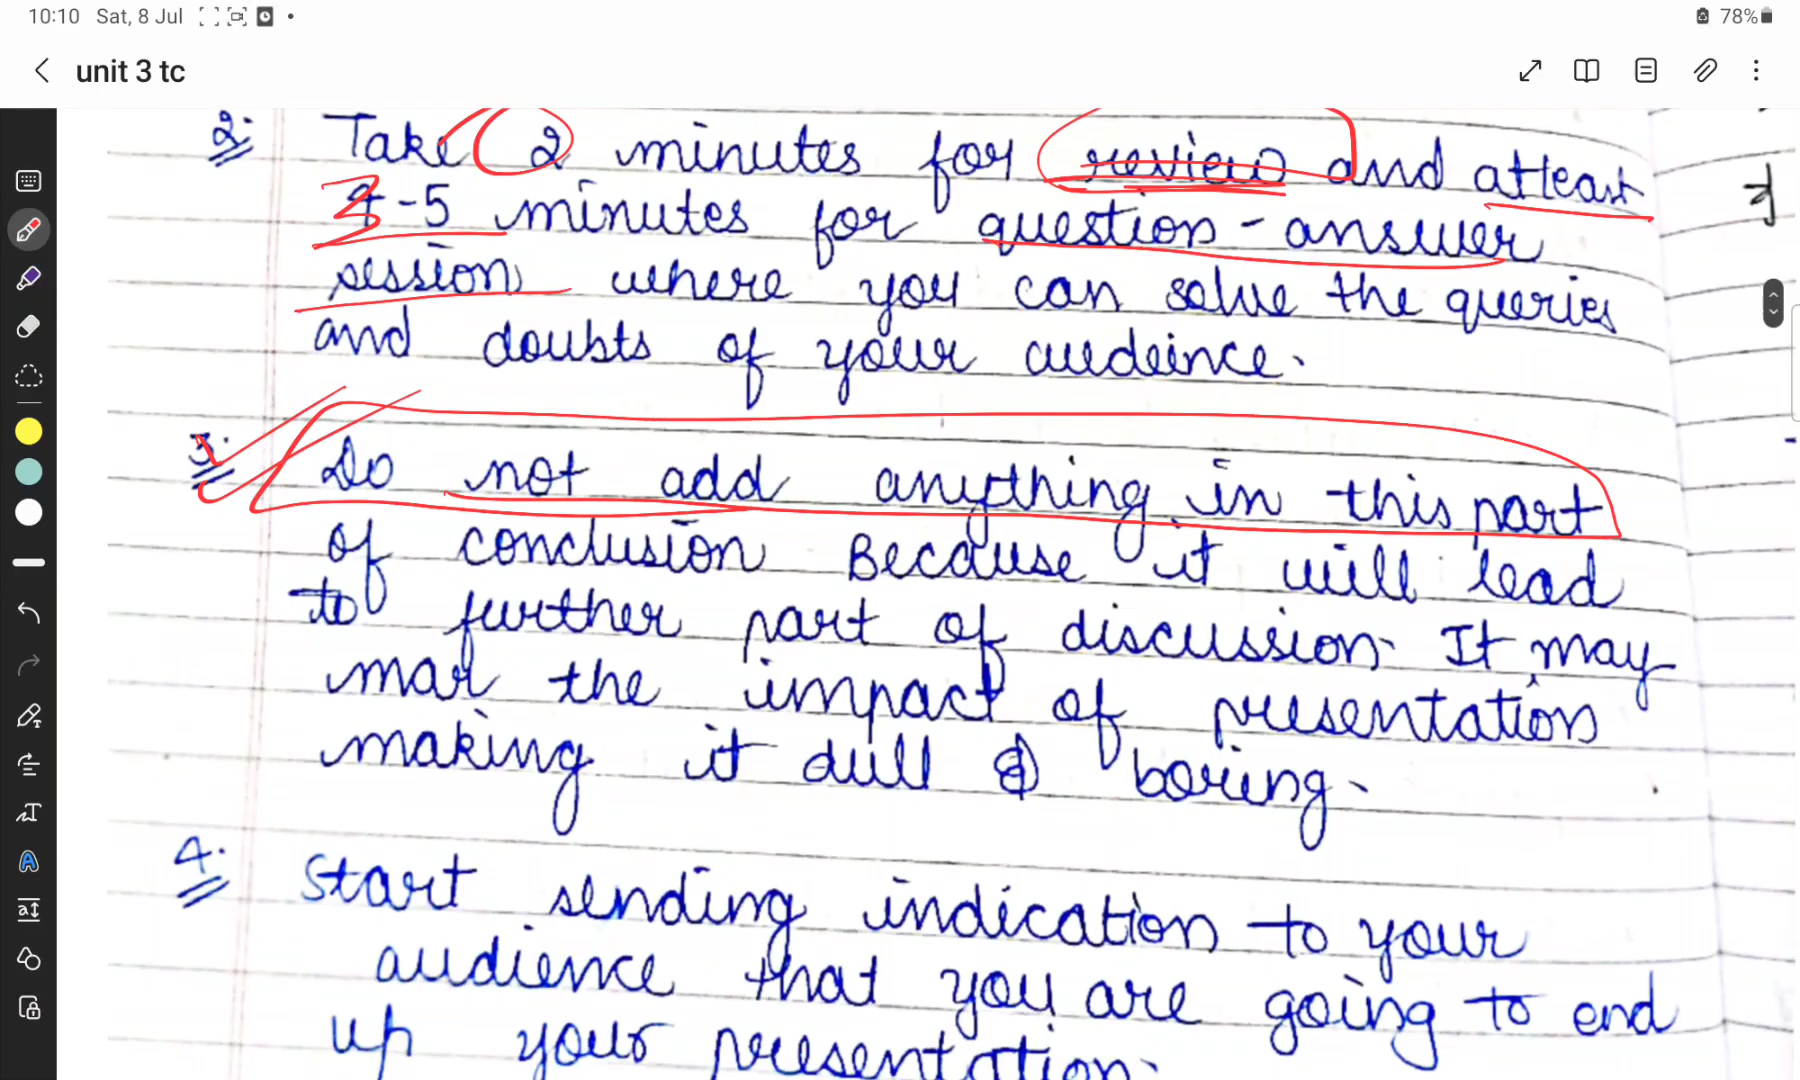 10:10 Sat, 8 Jul
78%
unit 3 tc
2. Take 2 minutes for review and atleast
3-5 minutes for question - answer
session where you can solve the queries
and doubts of your audeince.
3. Do not add anything in this part
of conclusion Because it will lead
to further part of discussion. It may
mar the impact of presentation
making it dull & boring.
4. Start sending indication to your
audience that you are going to end
up your presentation.